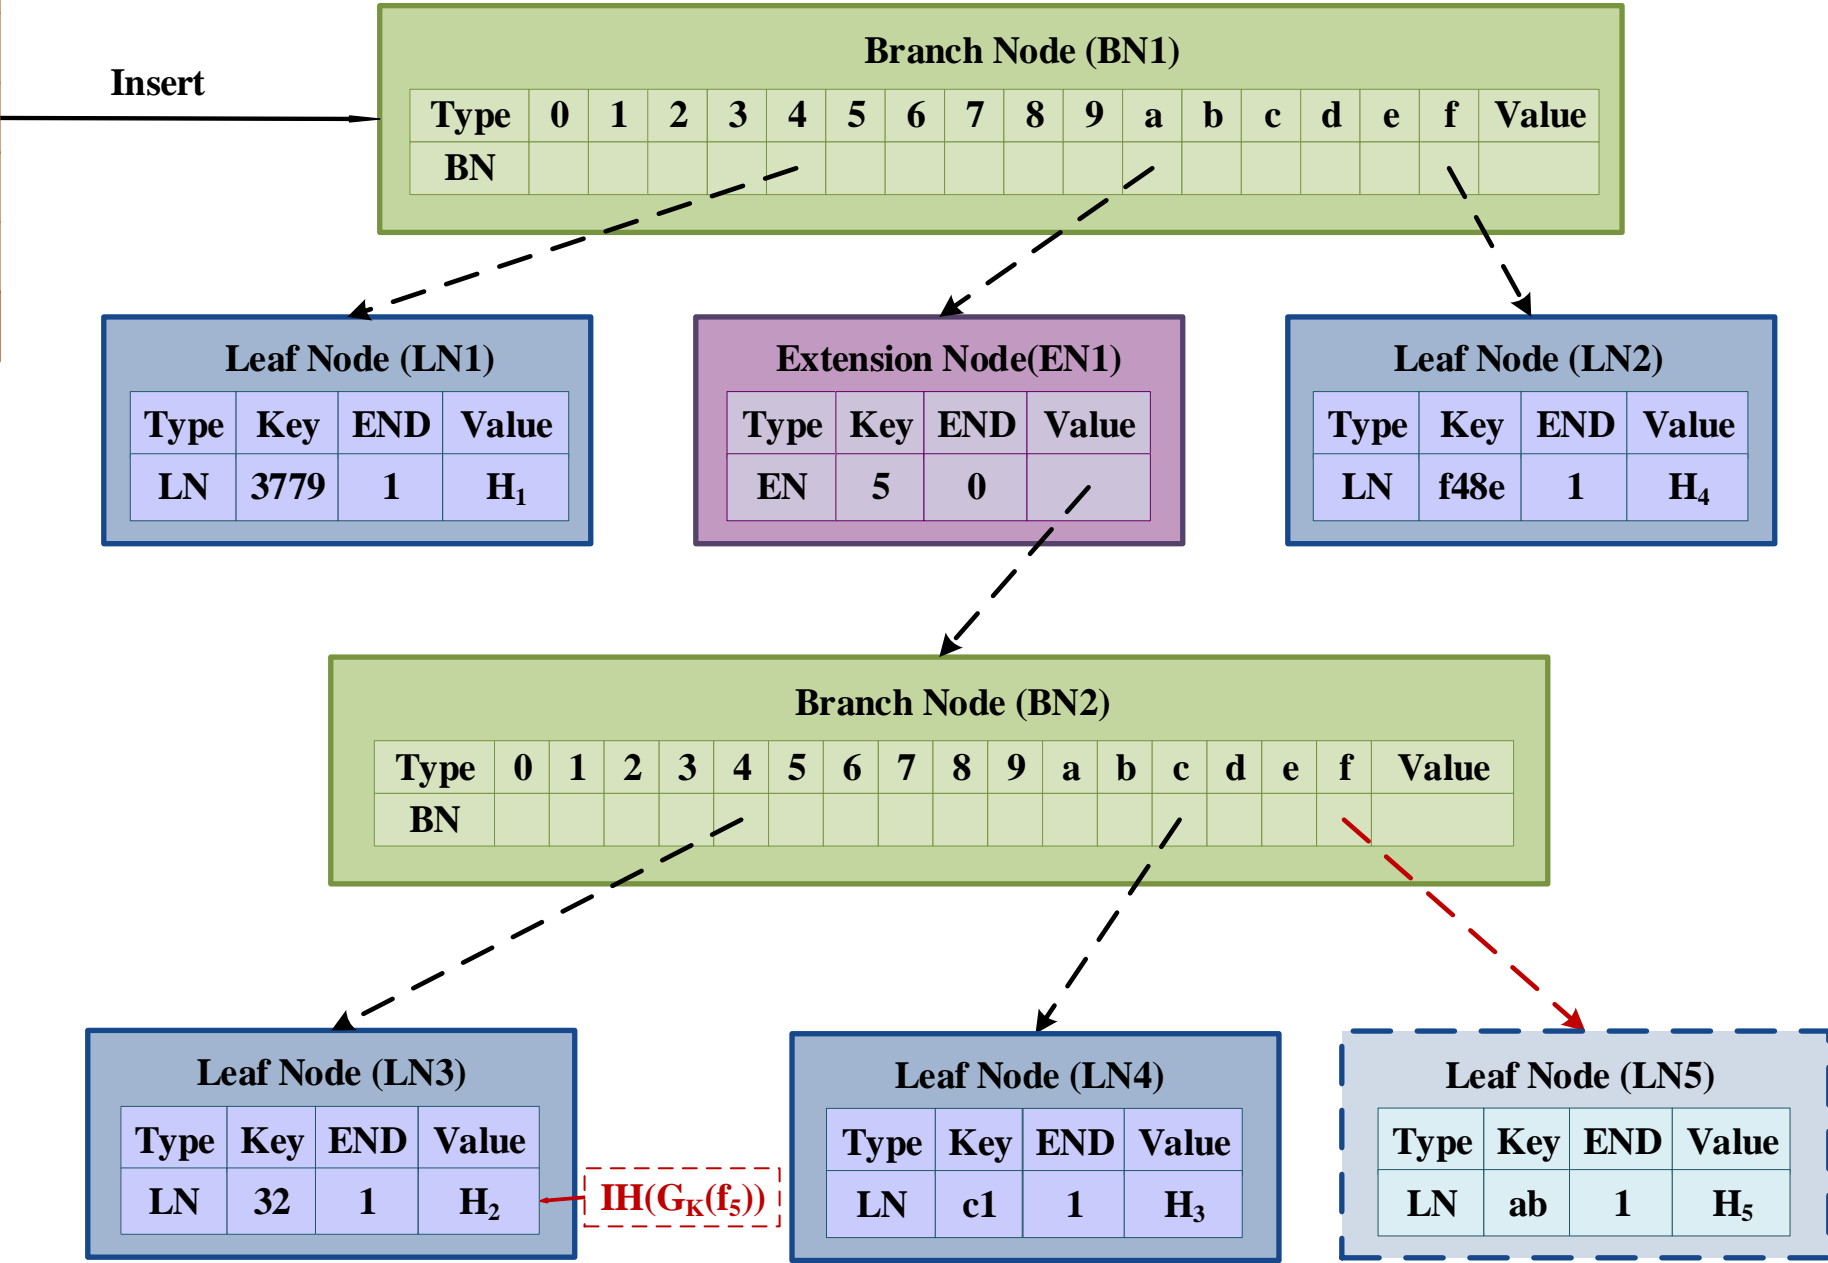 Insert
Branch Node (BN1)
Type 0 1 2 3 4 5 6 7 8 9 a b c d e f Value
BN
Leaf Node (LN1)
Type Key END Value
LN 3779 1 H₁
Extension Node(EN1)
Type Key END Value
EN 5 0
Leaf Node (LN2)
Type Key END Value
LN f48e 1 H₄
Branch Node (BN2)
Type 0 1 2 3 4 5 6 7 8 9 a b c d e f Value
BN
Leaf Node (LN3)
Type Key END Value
LN 32 1 H₂
IH(G_K(f₅))
Leaf Node (LN4)
Type Key END Value
LN c1 1 H₃
Leaf Node (LN5)
Type Key END Value
LN ab 1 H₅